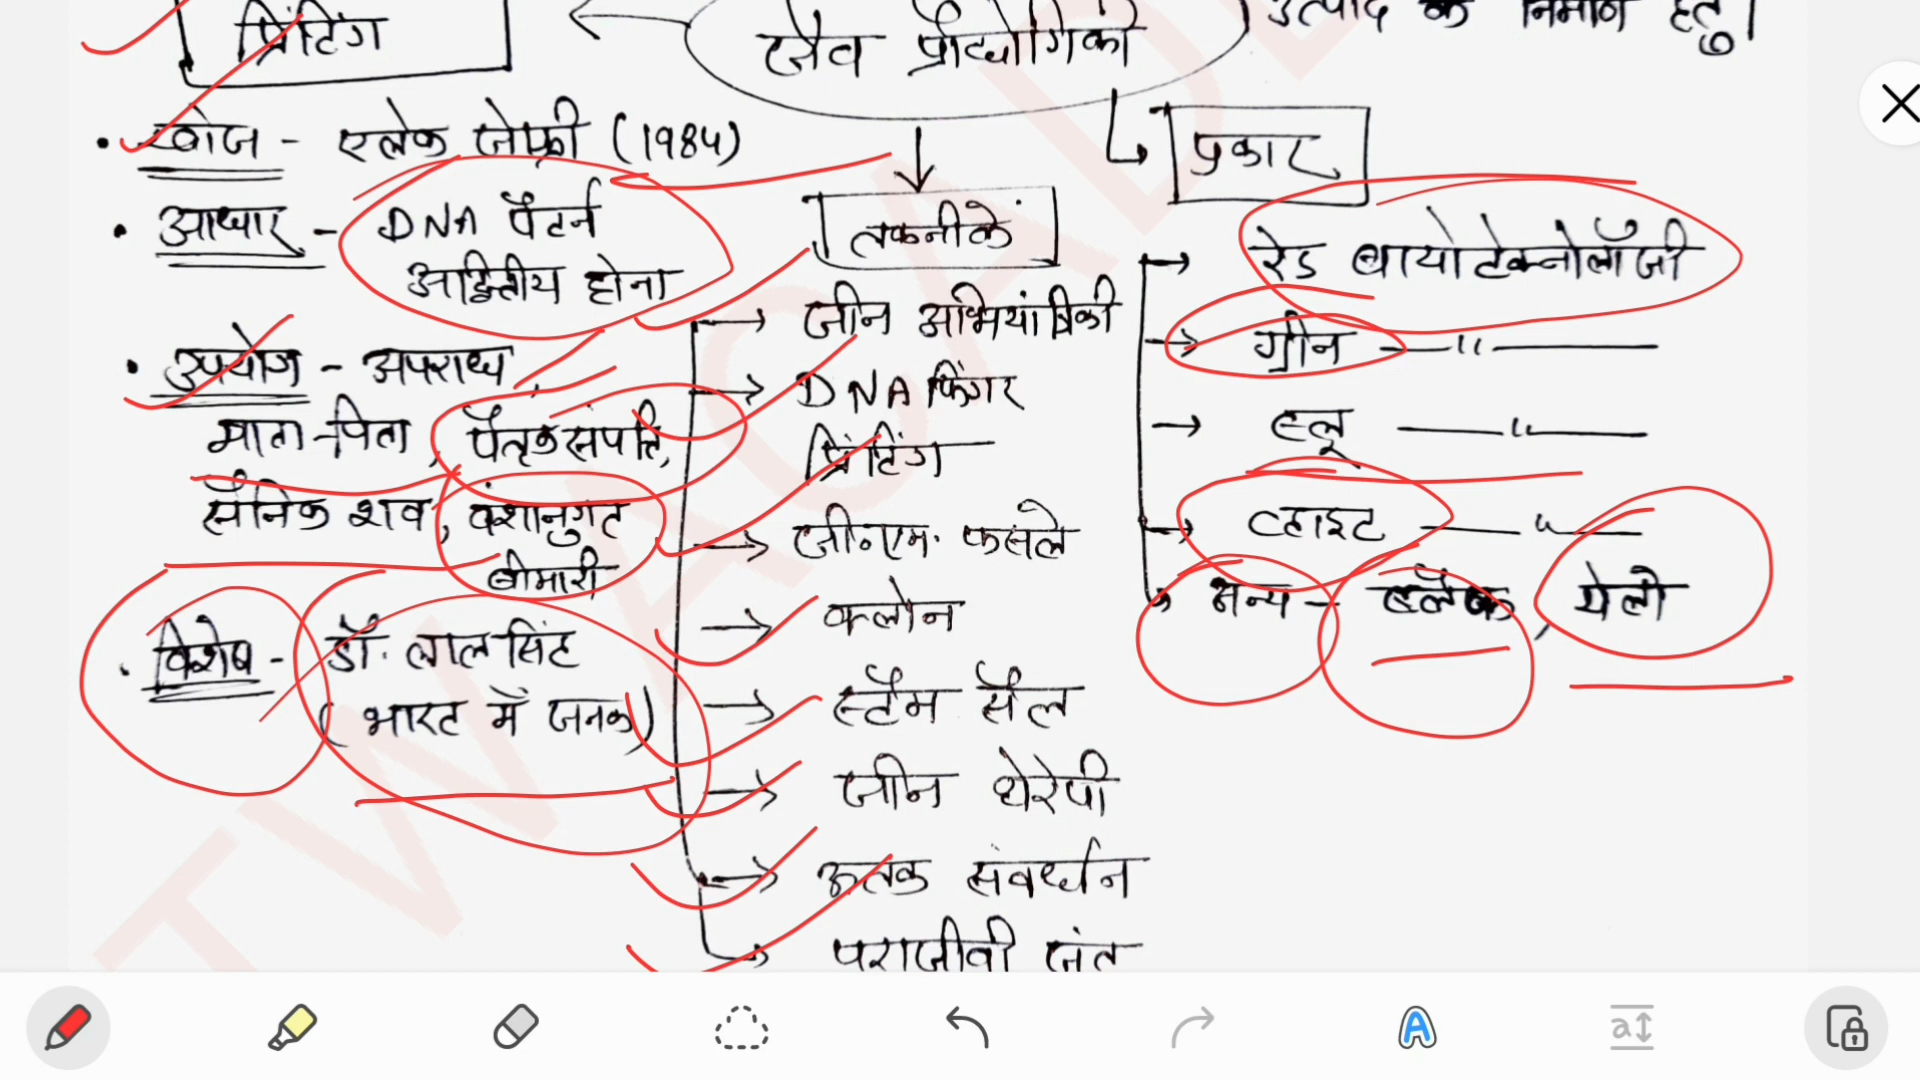 प्रिंटिंग
जैव प्रौद्योगिकी
उत्पाद के निर्माण हेतु।
• खोज - एलेक जेफ्री (1984)
• आधार - DNA पैटर्न
अद्वितीय होना
• उपयोग - अपराध,
माता-पिता, पैतृक संपत्ति,
सैनिक शव, वंशानुगत
बीमारी
• विशेष - डॉ. लाल सिंह
(भारत में जनक)
तकनीकें
→ जीन अभियांत्रिकी
→ DNA फिंगर
प्रिंटिंग
→ जी.एम. फसलें
→ क्लोन
→ स्टैम सैल
→ जीन थेरेपी
→ ऊतक संवर्धन
→ पराजीवी जंतु
प्रकार
→ रेड बायोटेक्नोलॉजी
→ ग्रीन —"—
→ ब्लू —"—
→ व्हाइट —"—
→ अन्य - ब्लैक, येलो
A
a